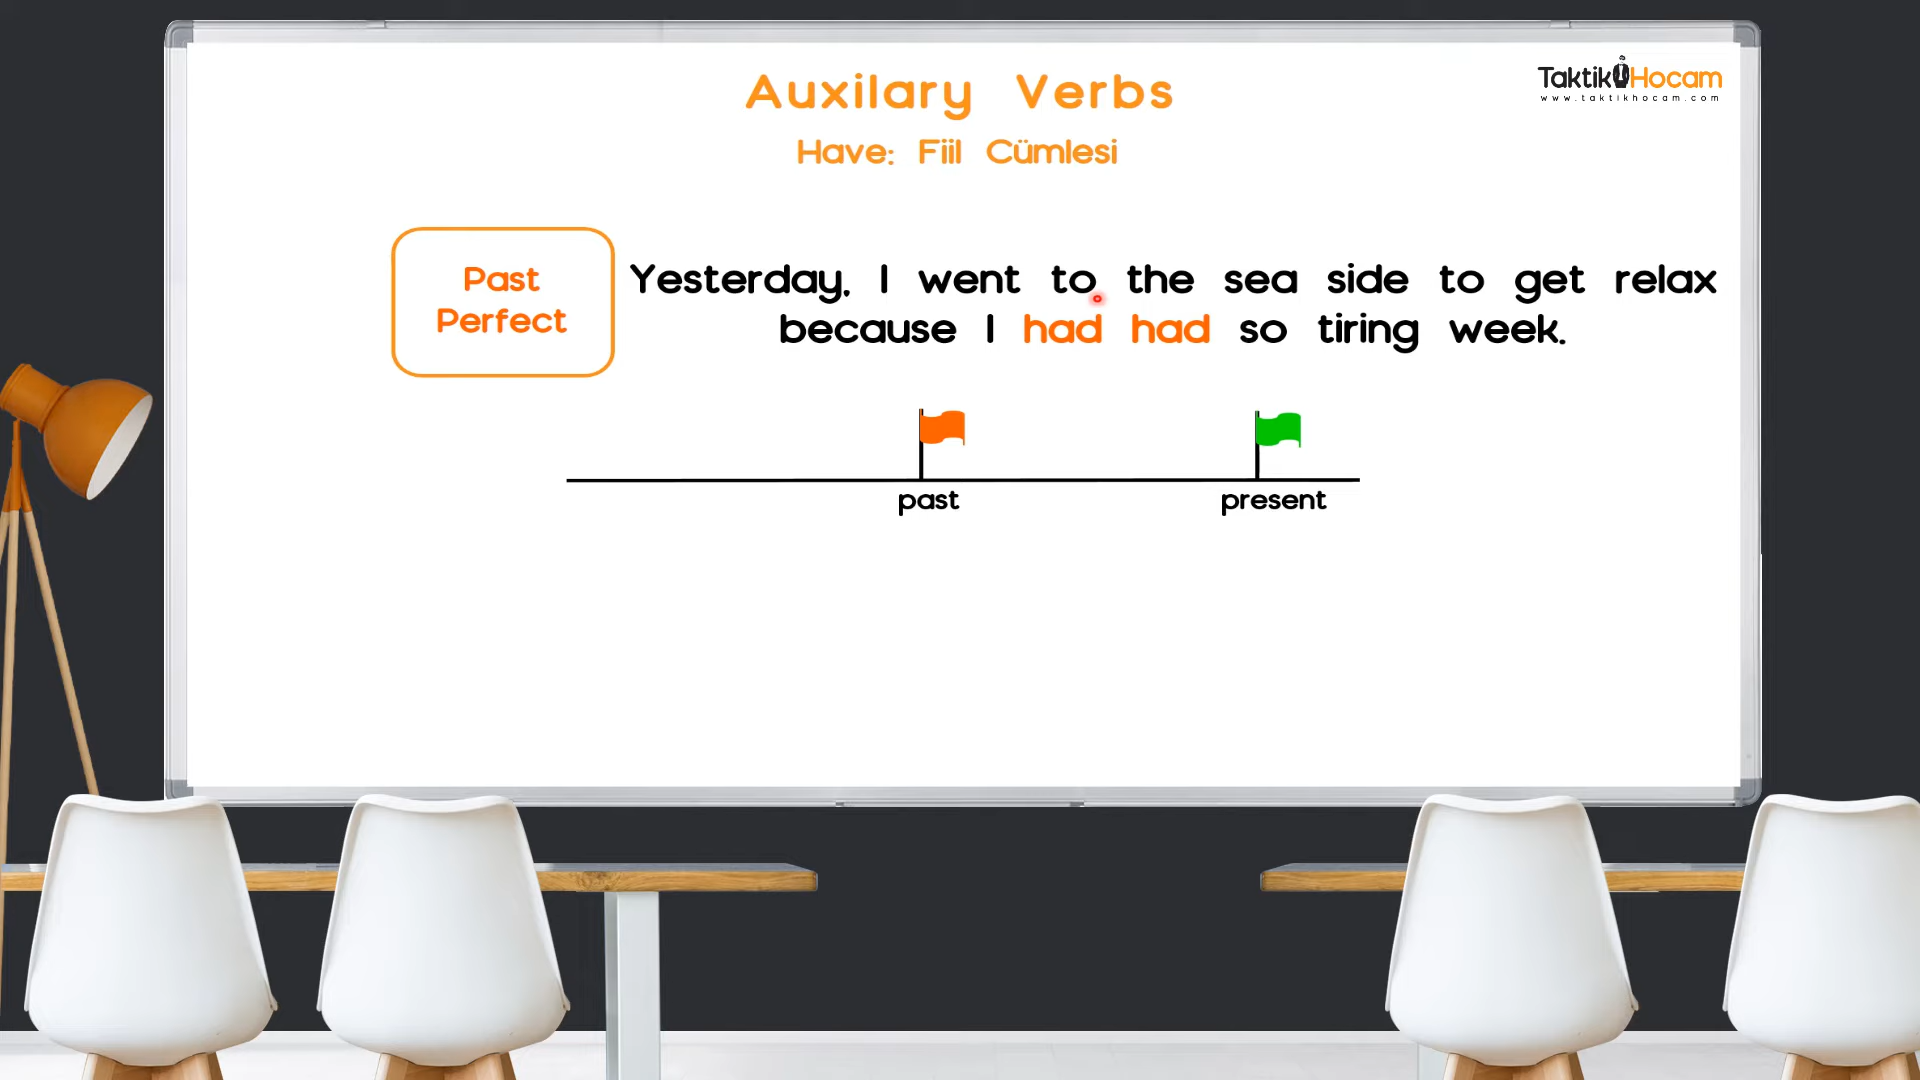 Auxilary Verbs
TaktikHocam
www.taktikhocam.com
Have: Fiil Cümlesi
Past
Perfect
Yesterday, I went to the sea side to get relax
because I had had so tiring week.
past
present